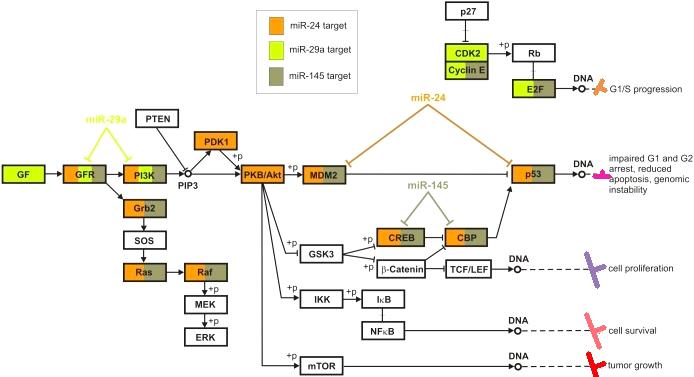 miR-24 target
miR-29a target
miR-145 target
p27
CDK2
+p
Rb
Cyclin E
E2F
DNA
G1/S progression
miR-24
miR-29a
PTEN
PDK1
+p
GF
GFR
PI3K
PIP3
PKB/Akt
+p
MDM2
p53
DNA
impaired G1 and G2
arrest, reduced
apoptosis, genomic
instability
miR-145
Grb2
SOS
Ras
Raf
+p
MEK
+p
ERK
+p
GSK3
+p
CREB
CBP
+p
β-Catenin
TCF/LEF
DNA
cell proliferation
+p
IKK
+p
IκB
NFκB
DNA
cell survival
+p
mTOR
DNA
tumor growth